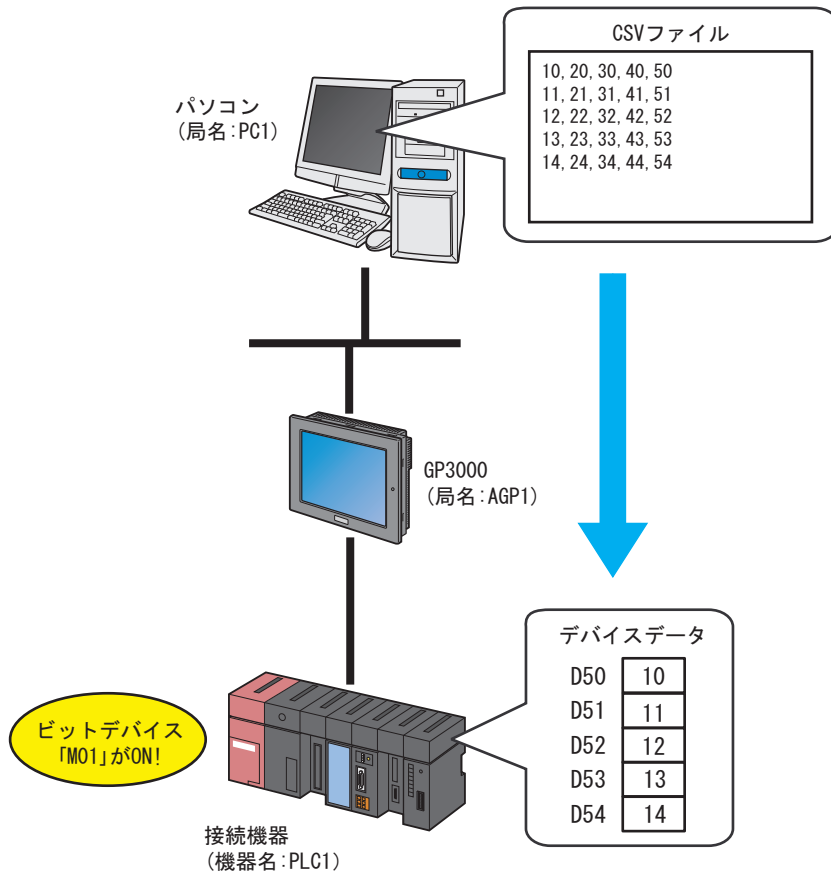 CSVファイル
10, 20, 30, 40, 50
11, 21, 31, 41, 51
12, 22, 32, 42, 52
13, 23, 33, 43, 53
14, 24, 34, 44, 54
パソコン
(局名:PC1)
GP3000
(局名:AGP1)
デバイスデータ
D50 10
D51 11
D52 12
D53 13
D54 14
ビットデバイス
「M01」がON!
接続機器
(機器名:PLC1)